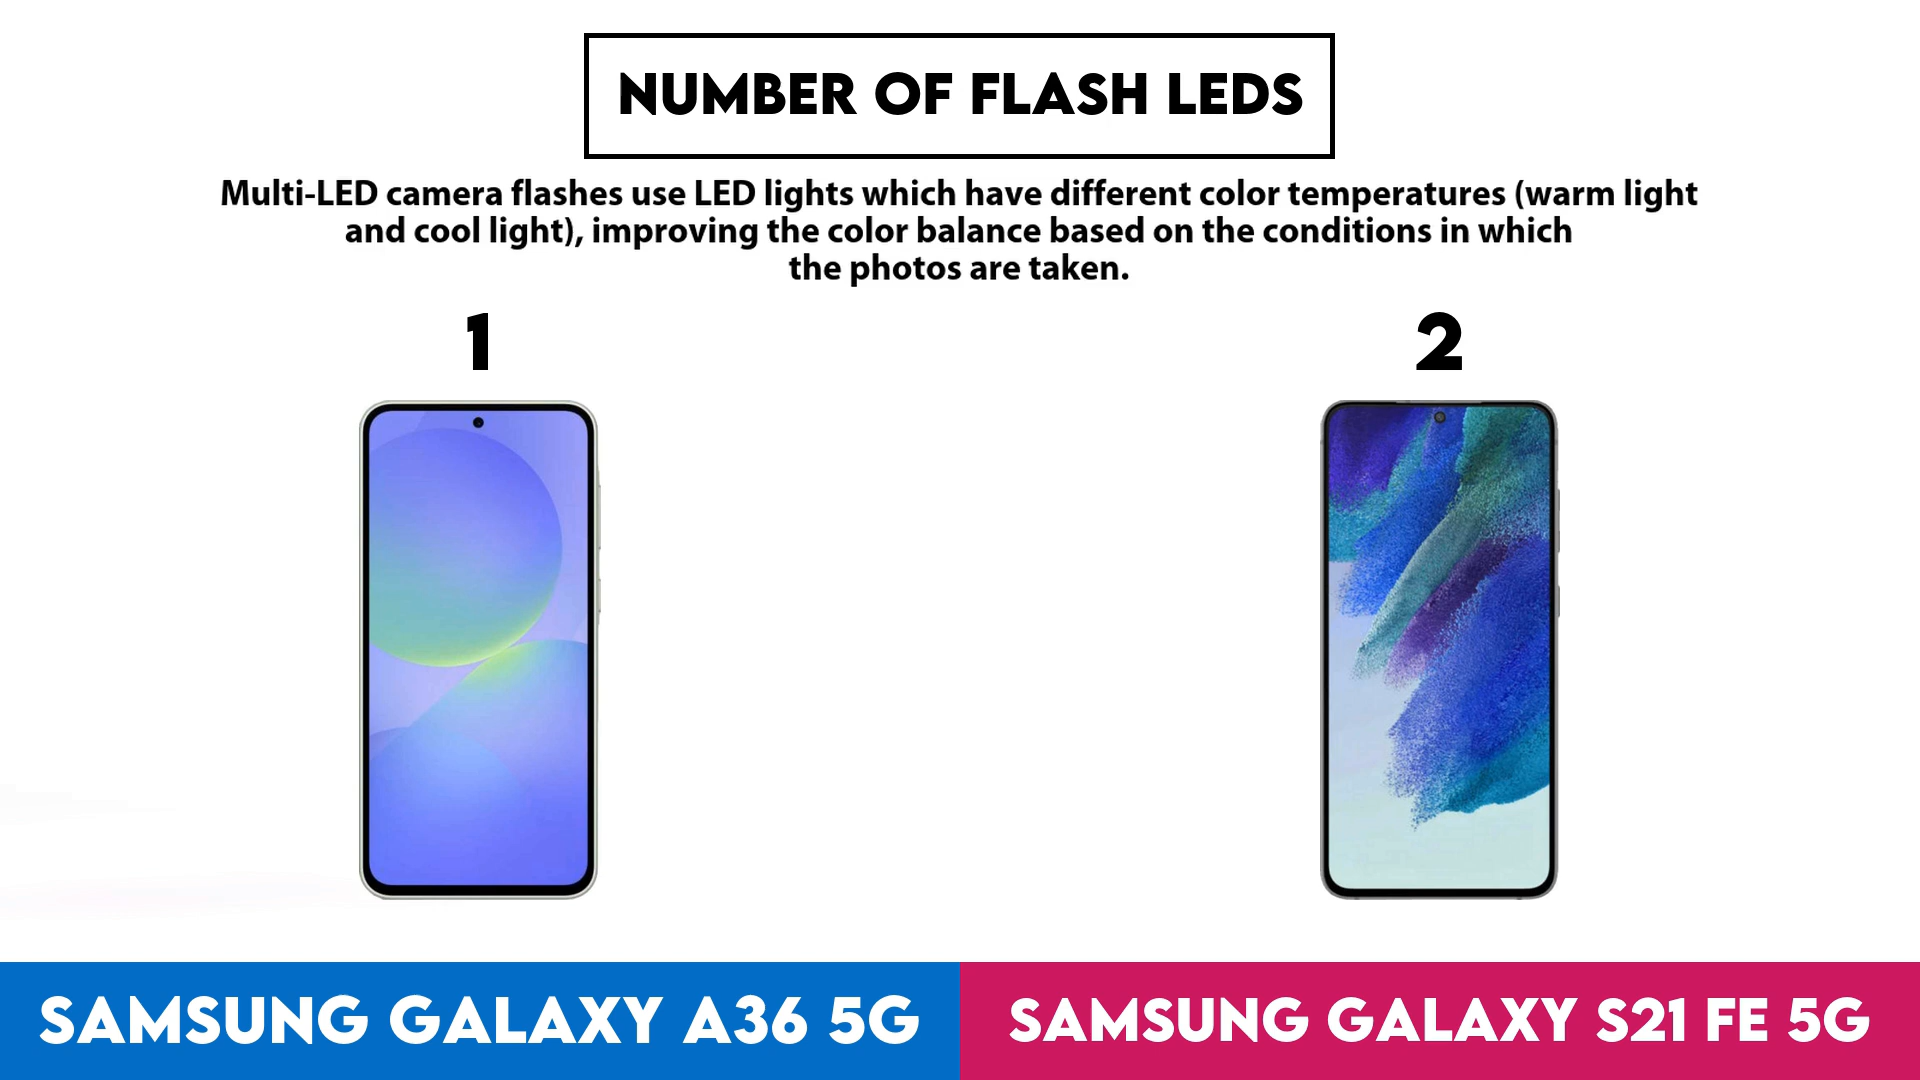 NUMBER OF FLASH LEDS
Multi-LED camera flashes use LED lights which have different color temperatures (warm light
and cool light), improving the color balance based on the conditions in which
the photos are taken.
1
2
SAMSUNG GALAXY A36 5G
SAMSUNG GALAXY S21 FE 5G